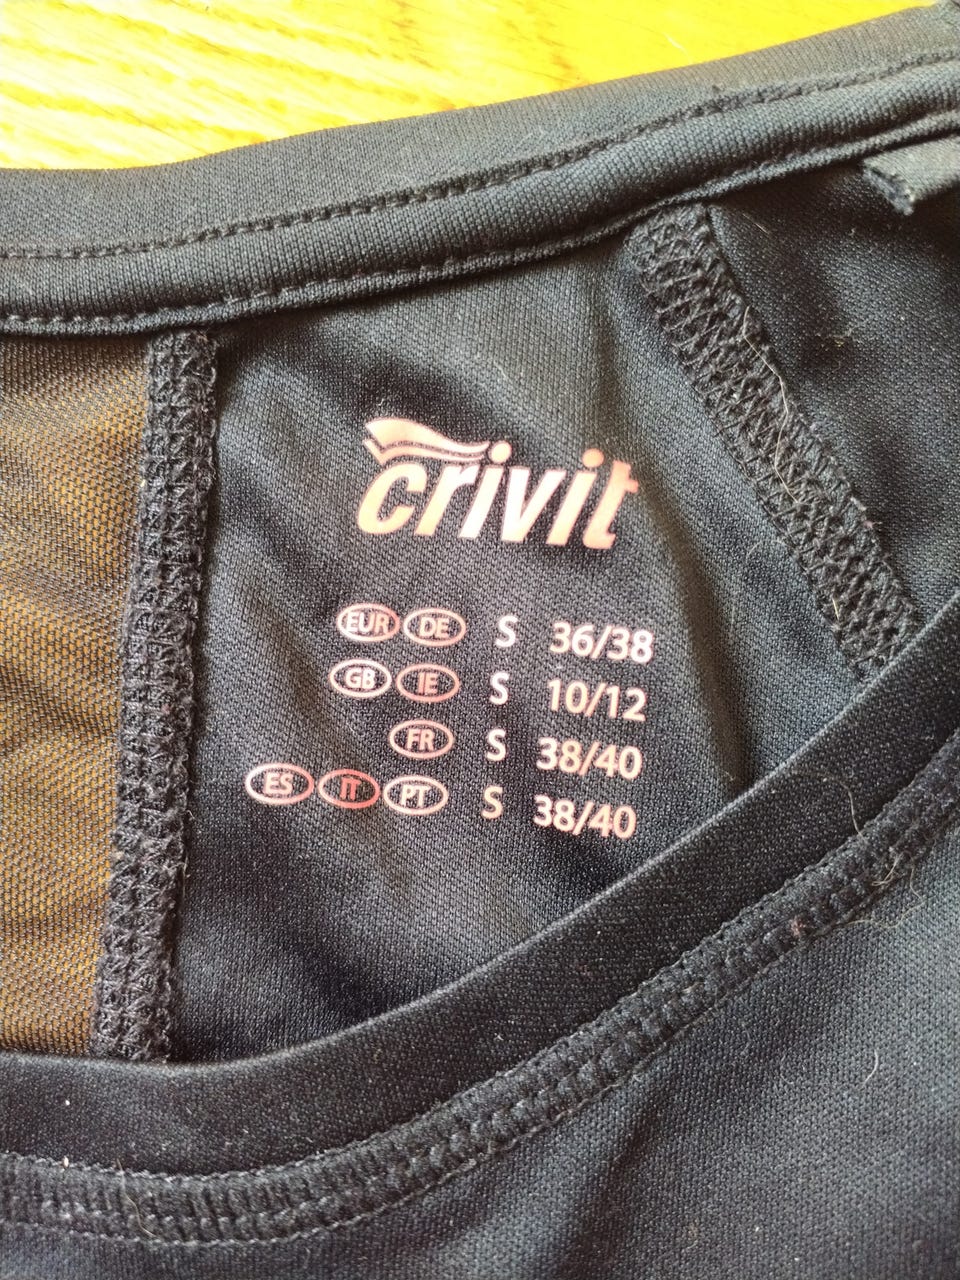 crivit
EUR DE S 36/38
GB IE S 10/12
FR S 38/40
ES IT PT S 38/40